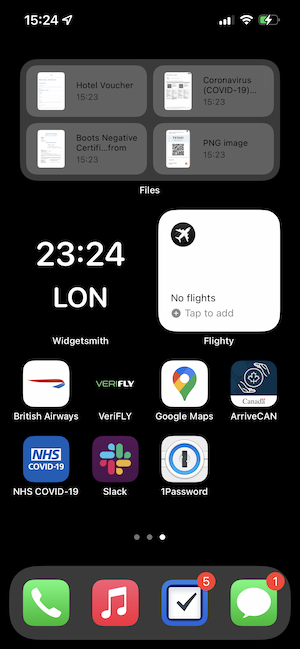 15:24
Hotel Voucher
15:23
Coronavirus
(COVID-19)...
15:23
Boots Negative
Certifi...from
15:23
PNG image
15:23
Files
23:24
LON
Widgetsmith
No flights
Tap to add
Flighty
British Airways
VERIFLY
VeriFLY
Google Maps
Canada
ArriveCAN
NHS
COVID-19
NHS COVID-19
Slack
1Password
5
1